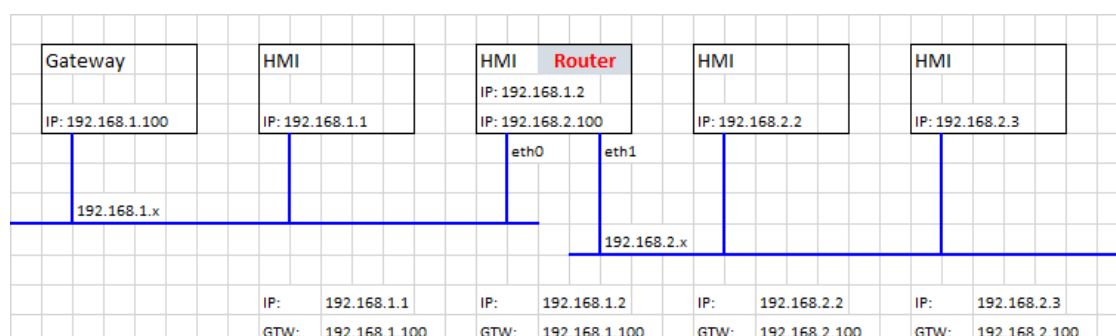 Gateway
IP: 192.168.1.100
HMI
IP: 192.168.1.1
HMI Router
IP: 192.168.1.2
IP: 192.168.2.100
HMI
IP: 192.168.2.2
HMI
IP: 192.168.2.3
eth0 eth1
192.168.1.x
192.168.2.x
IP: 192.168.1.1 IP: 192.168.1.2 IP: 192.168.2.2 IP: 192.168.2.3
GTW: 192.168.1.100 GTW: 192.168.1.100 GTW: 192.168.2.100 GTW: 192.168.2.100